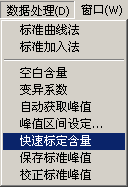 数据处理(D) 窗口(W)
标准曲线法
标准加入法
空白含量
变异系数
自动获取峰值
峰值区间设定...
快速标定含量
保存标准峰值
校正标准峰值